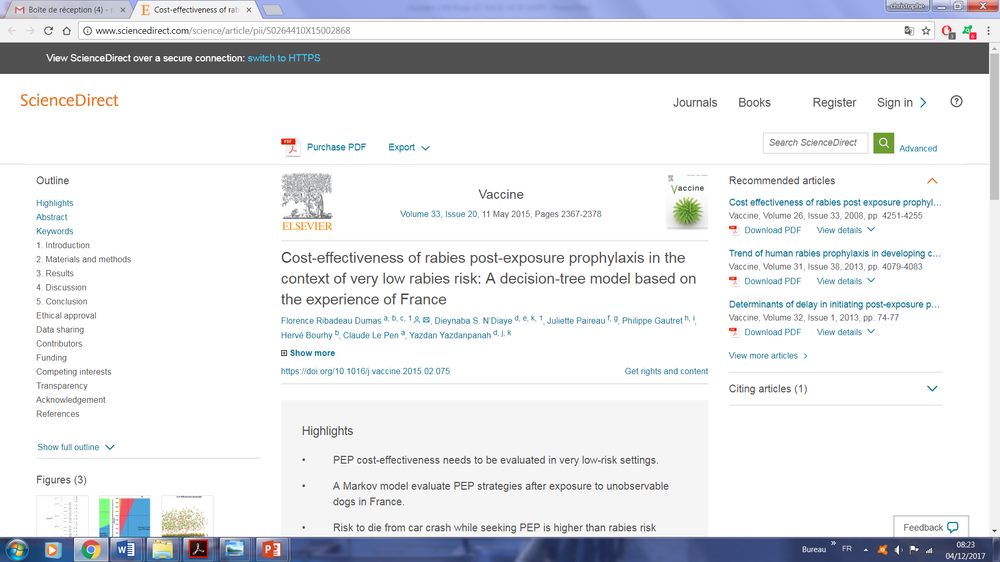 Boîte de réception (4) - r
Cost-effectiveness of rab
christophe
www.sciencedirect.com/science/article/pii/S0264410X15002868
3
6
View ScienceDirect over a secure connection: switch to HTTPS
ScienceDirect
Journals
Books
Register
Sign in
?
PDF
Purchase PDF
Export
Search ScienceDirect
Advanced
Outline
Highlights
Abstract
Keywords
1. Introduction
2. Materials and methods
3. Results
4. Discussion
5. Conclusion
Ethical approval
Data sharing
Contributors
Funding
Competing interests
Transparency
Acknowledgement
References
Show full outline
Figures (3)
ELSEVIER
Vaccine
Volume 33, Issue 20, 11 May 2015, Pages 2367-2378
Vaccine
Cost-effectiveness of rabies post-exposure prophylaxis in the
context of very low rabies risk: A decision-tree model based on
the experience of France
Florence Ribadeau Dumas a, b, c, 1, Dieynaba S. N'Diaye d, e, k, 1, Juliette Paireau f, g, Philippe Gautret h, i,
Hervé Bourhy b, Claude Le Pen a, Yazdan Yazdanpanah d, j, k
Show more
https://doi.org/10.1016/j.vaccine.2015.02.075
Get rights and content
Highlights
• PEP cost-effectiveness needs to be evaluated in very low-risk settings.
• A Markov model evaluate PEP strategies after exposure to unobservable
dogs in France.
• Risk to die from car crash while seeking PEP is higher than rabies risk
Recommended articles
Cost effectiveness of rabies post exposure prophyl…
Vaccine, Volume 26, Issue 33, 2008, pp. 4251-4255
Download PDF
View details
Trend of human rabies prophylaxis in developing c…
Vaccine, Volume 31, Issue 38, 2013, pp. 4079-4083
Download PDF
View details
Determinants of delay in initiating post-exposure p…
Vaccine, Volume 32, Issue 1, 2013, pp. 74-77
Download PDF
View details
View more articles
Citing articles (1)
Feedback
Bureau
FR
08:23
04/12/2017